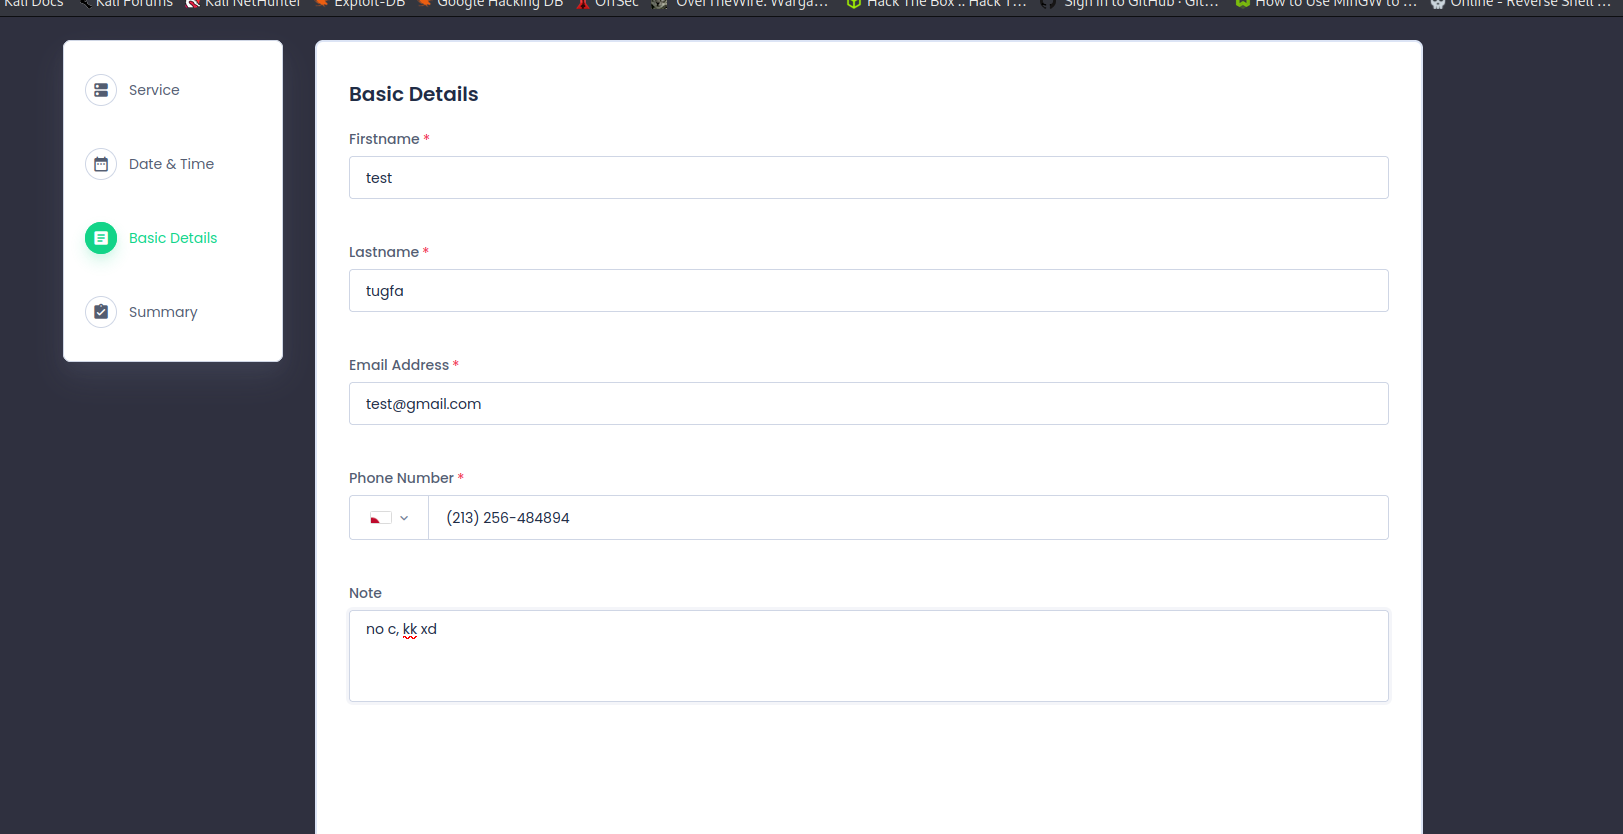 Kali Docs Kali Forums Kali NetHunter Exploit-DB Google Hacking DB OffSec OverTheWire: Warga… Hack The Box :: Hack T… Sign in to GitHub · Git… How to Use MinGW to … Online - Reverse Shell …
Service
Date & Time
Basic Details
Summary
Basic Details
Firstname *
test
Lastname *
tugfa
Email Address *
test@gmail.com
Phone Number *
(213) 256-484894
Note
no c, kk xd